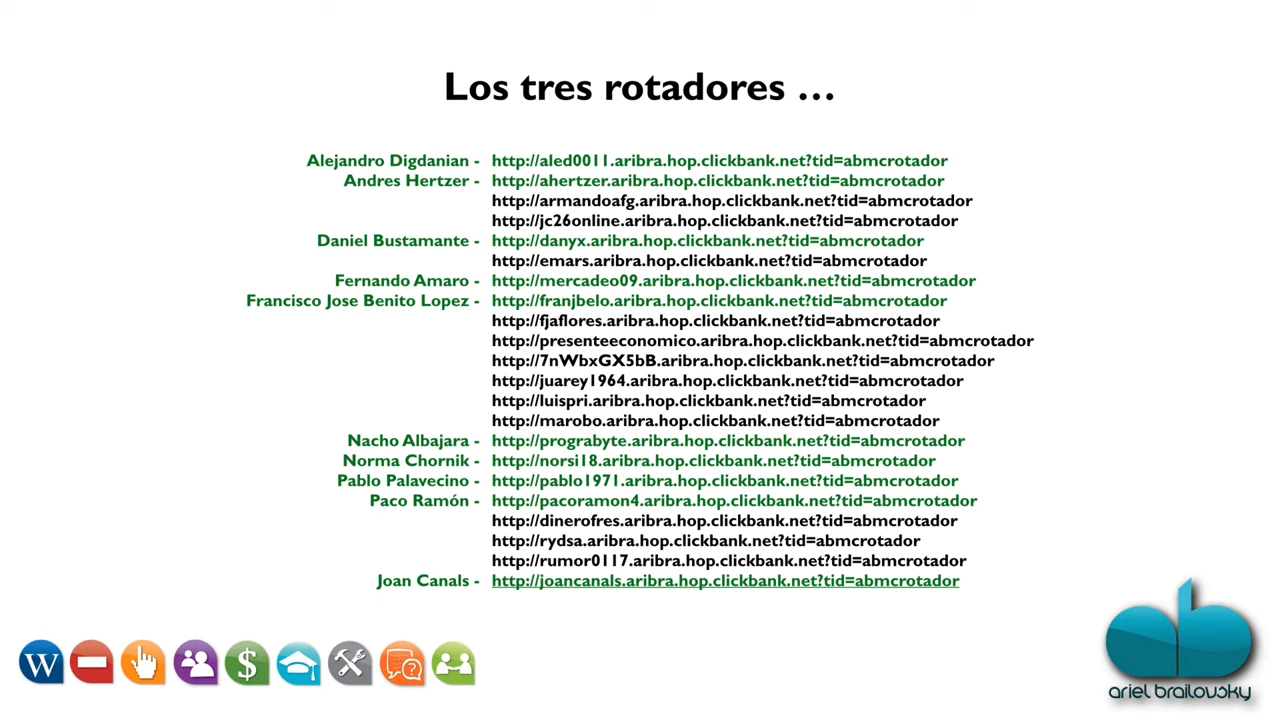 Los tres rotadores ...
Alejandro Digdanian - http://aled0011.aribra.hop.clickbank.net?tid=abmcrotador
Andres Hertzer - http://ahertzer.aribra.hop.clickbank.net?tid=abmcrotador
http://armandoafg.aribra.hop.clickbank.net?tid=abmcrotador
http://jc26online.aribra.hop.clickbank.net?tid=abmcrotador
Daniel Bustamante - http://danyx.aribra.hop.clickbank.net?tid=abmcrotador
http://emars.aribra.hop.clickbank.net?tid=abmcrotador
Fernando Amaro - http://mercadeo09.aribra.hop.clickbank.net?tid=abmcrotador
Francisco Jose Benito Lopez - http://franjbelo.aribra.hop.clickbank.net?tid=abmcrotador
http://fjaflores.aribra.hop.clickbank.net?tid=abmcrotador
http://presenteeconomico.aribra.hop.clickbank.net?tid=abmcrotador
http://7nWbxGX5bB.aribra.hop.clickbank.net?tid=abmcrotador
http://juarey1964.aribra.hop.clickbank.net?tid=abmcrotador
http://luispri.aribra.hop.clickbank.net?tid=abmcrotador
http://marobo.aribra.hop.clickbank.net?tid=abmcrotador
Nacho Albajara - http://prograbyte.aribra.hop.clickbank.net?tid=abmcrotador
Norma Chornik - http://norsi18.aribra.hop.clickbank.net?tid=abmcrotador
Pablo Palavecino - http://pablo1971.aribra.hop.clickbank.net?tid=abmcrotador
Paco Ramón - http://pacoramon4.aribra.hop.clickbank.net?tid=abmcrotador
http://dinerofres.aribra.hop.clickbank.net?tid=abmcrotador
http://rydsa.aribra.hop.clickbank.net?tid=abmcrotador
http://rumor0117.aribra.hop.clickbank.net?tid=abmcrotador
Joan Canals - http://joancanals.aribra.hop.clickbank.net?tid=abmcrotador
W $ ?
ab
ariel brailovsky